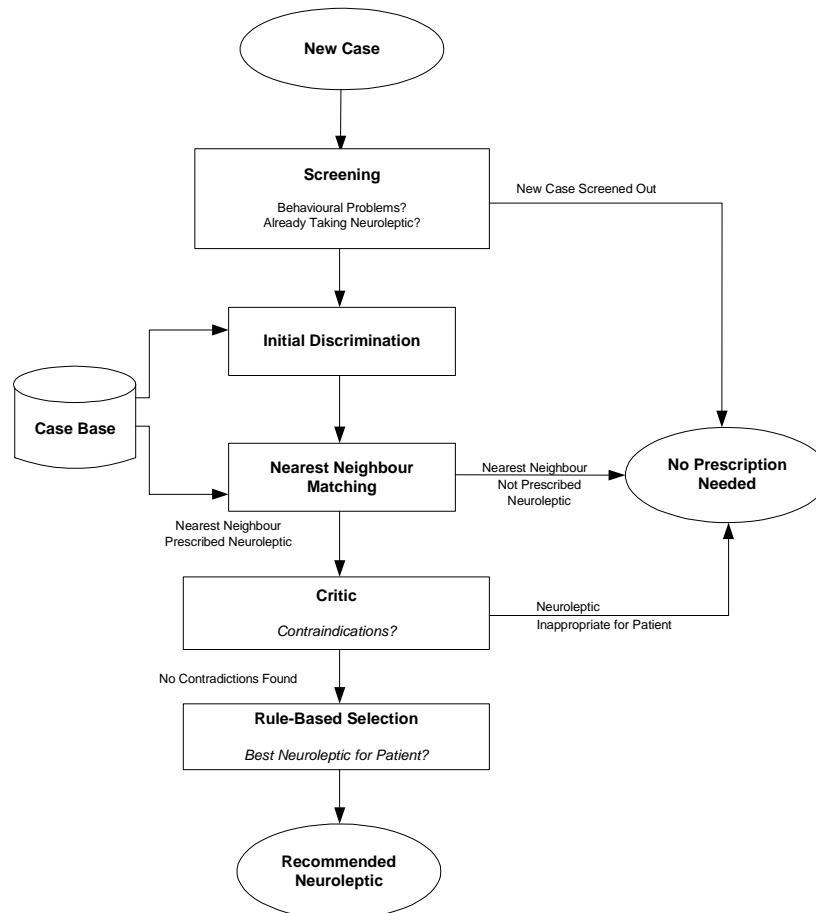 New Case
Screening
Behavioural Problems?
Already Taking Neuroleptic?
New Case Screened Out
Initial Discrimination
Case Base
Nearest Neighbour
Matching
Nearest Neighbour
Not Prescribed
Neuroleptic
No Prescription
Needed
Nearest Neighbour
Prescribed Neuroleptic
Critic
Contraindications?
Neuroleptic
Inappropriate for Patient
No Contradictions Found
Rule-Based Selection
Best Neuroleptic for Patient?
Recommended
Neuroleptic